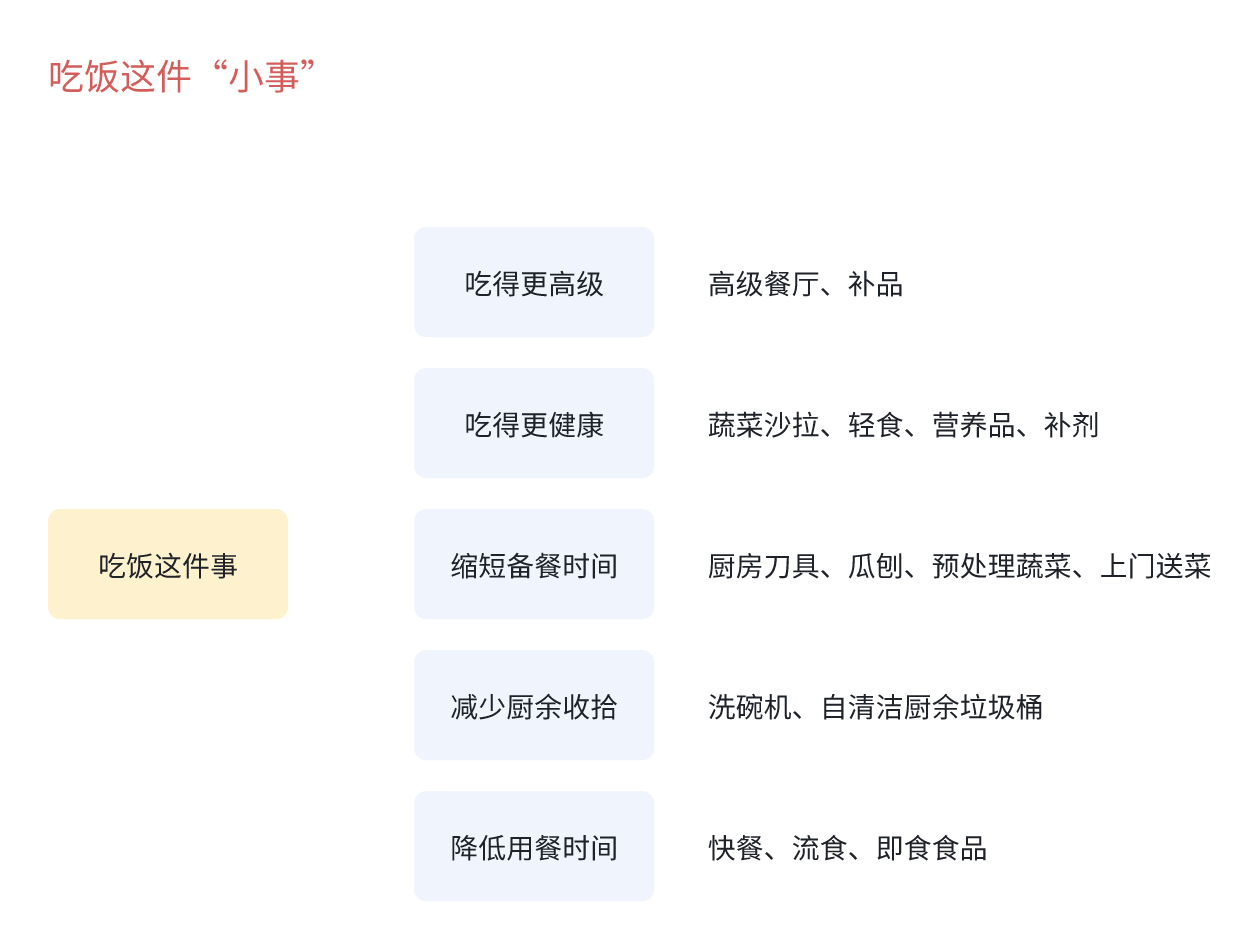 吃饭这件“小事”
吃得更高级
高级餐厅、补品
吃得更健康
蔬菜沙拉、轻食、营养品、补剂
吃饭这件事
缩短备餐时间
厨房刀具、瓜刨、预处理蔬菜、上门送菜
减少厨余收拾
洗碗机、自清洁厨余垃圾桶
降低用餐时间
快餐、流食、即食食品